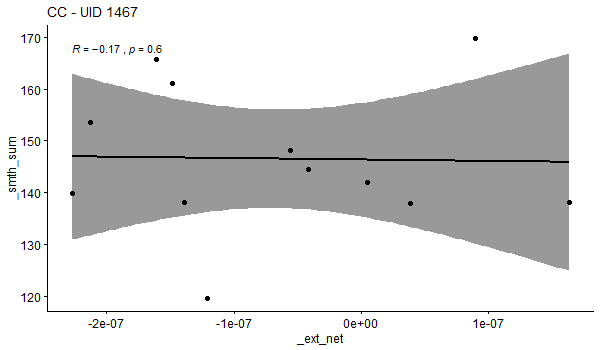 CC - UID 1467
R = −0.17 , p = 0.6
170
160
150
140
130
120
_smth_sum
-2e-07 -1e-07 0e+00 1e-07
_ext_net